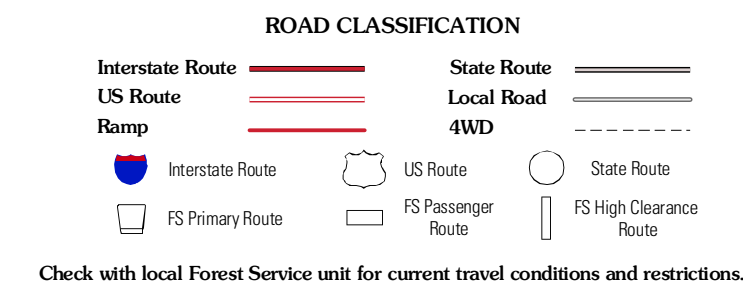 ROAD CLASSIFICATION
Interstate Route
State Route
US Route
Local Road
Ramp
4WD
Interstate Route
US Route
State Route
FS Primary Route
FS Passenger
Route
FS High Clearance
Route
Check with local Forest Service unit for current travel conditions and restrictions.